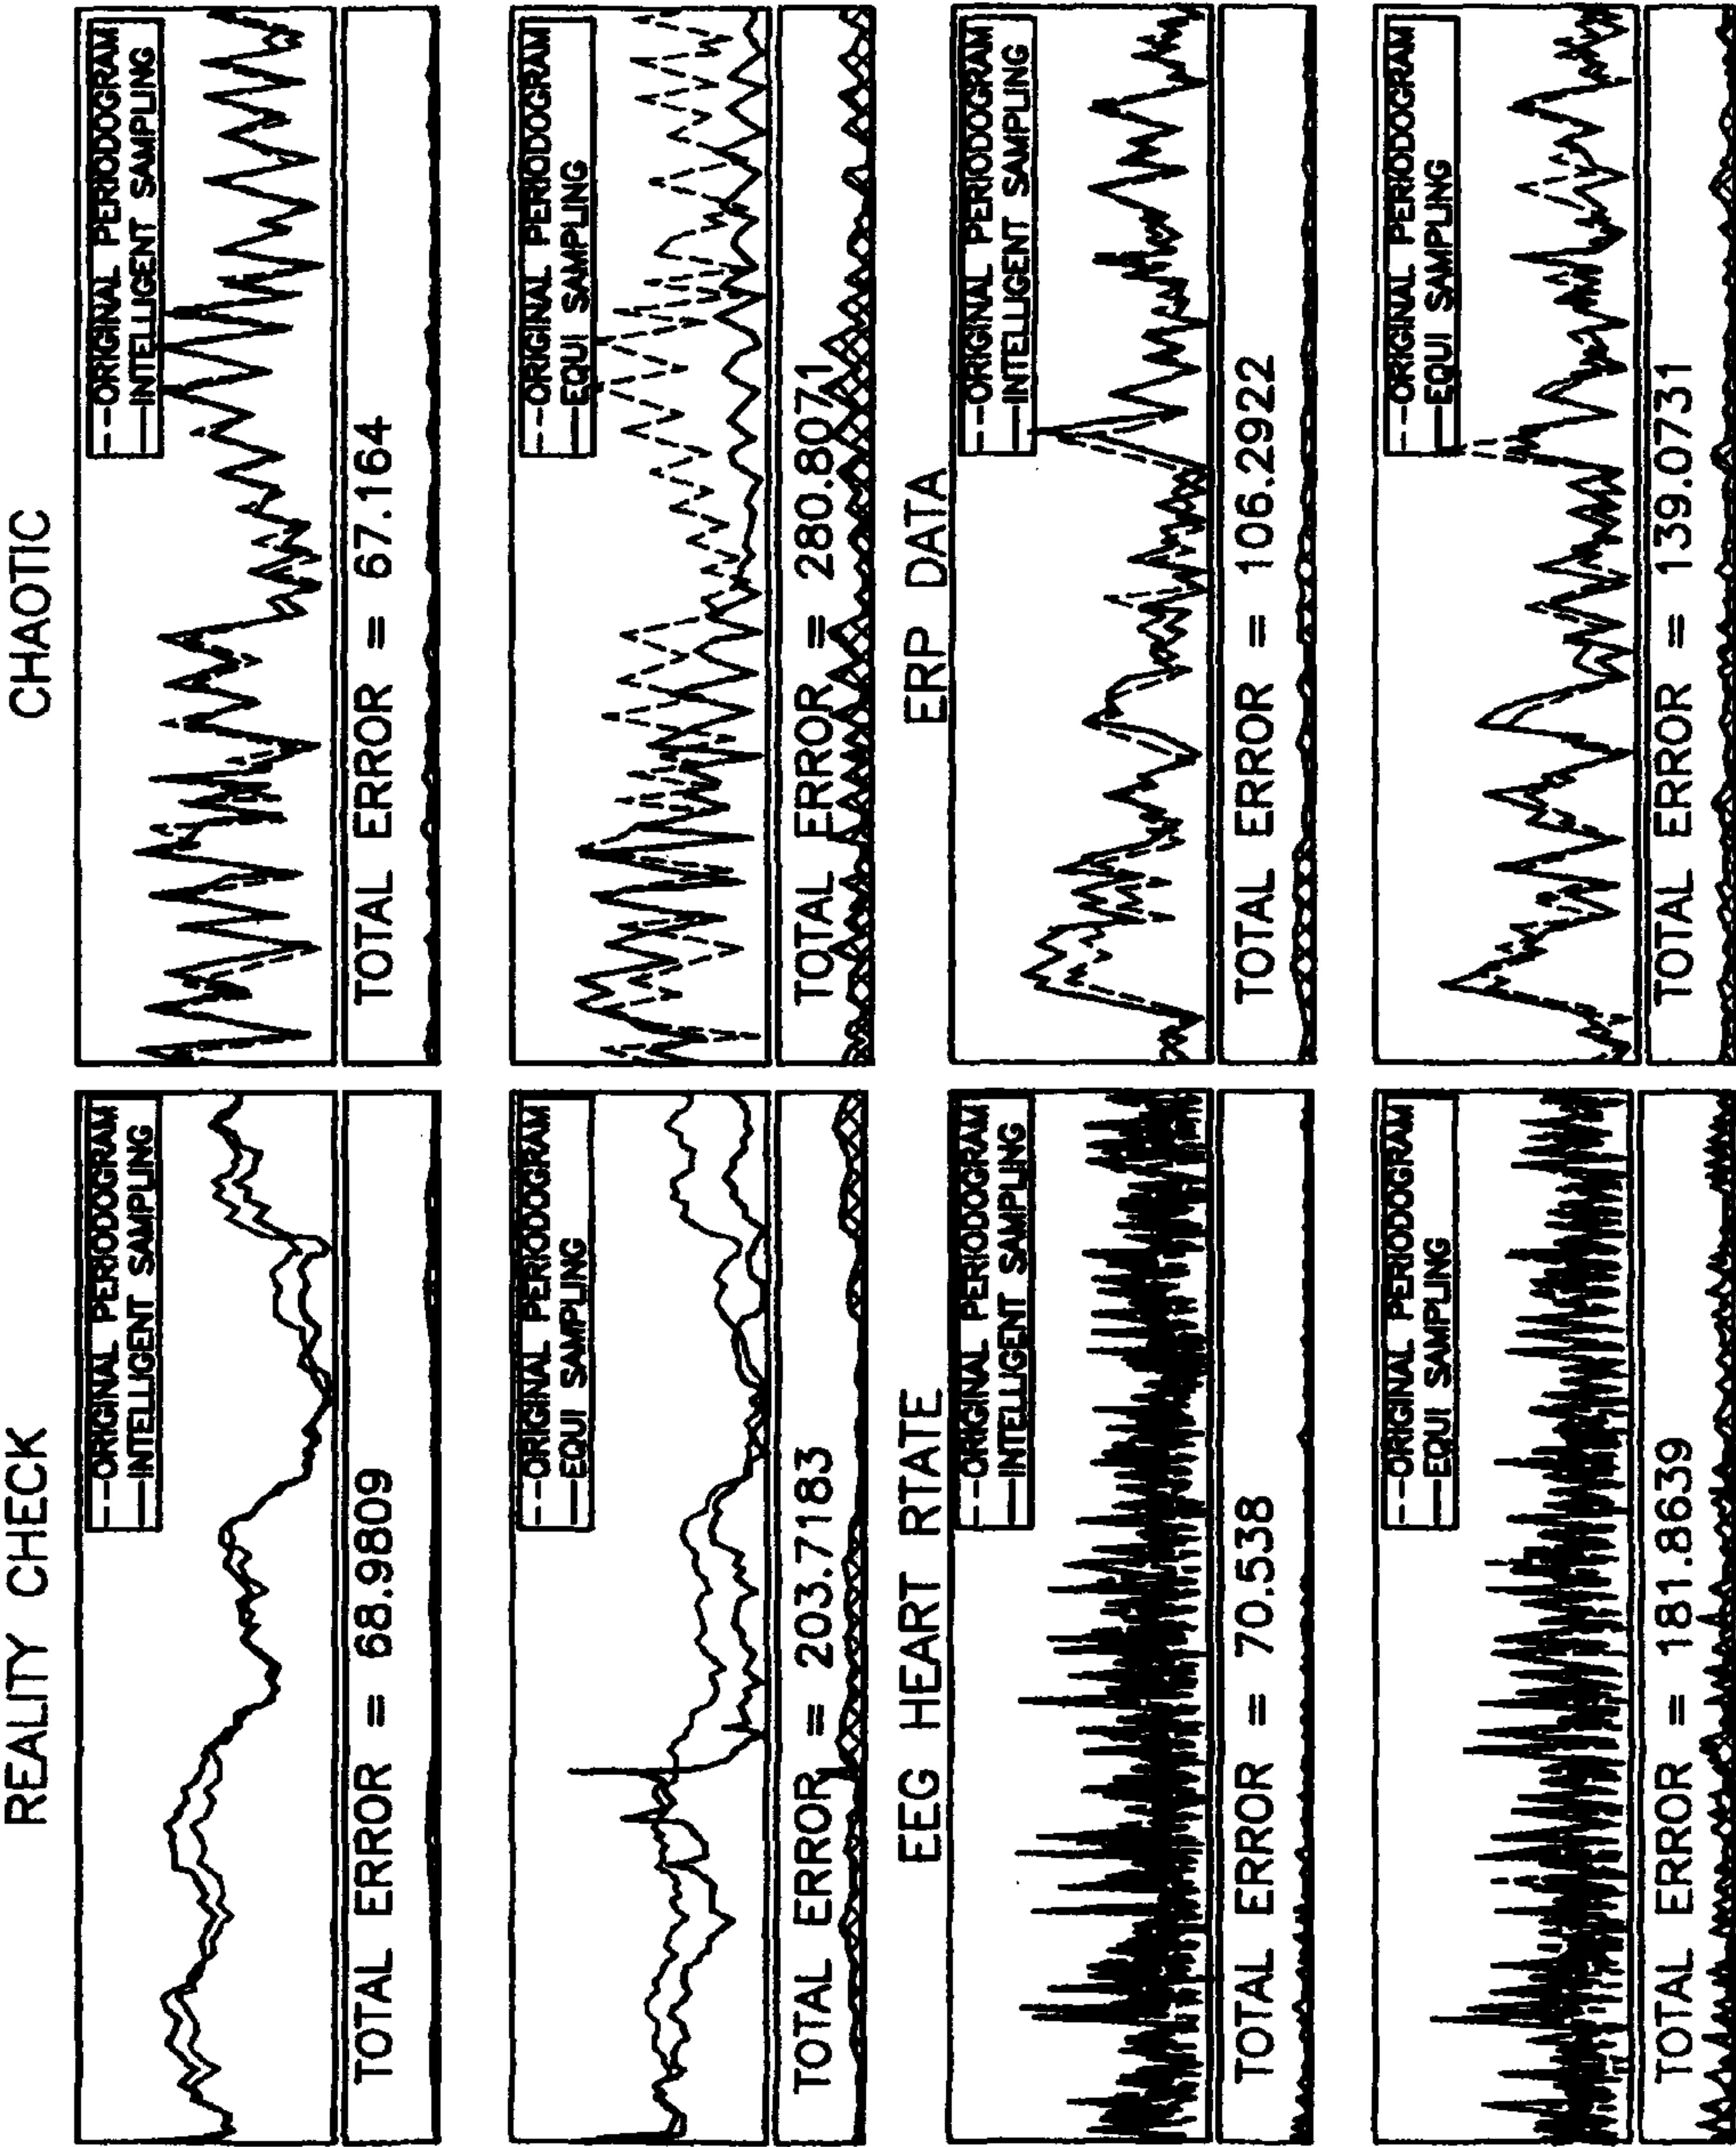 REALITY CHECK
--ORIGINAL PERIODOGRAM
—INTELLIGENT SAMPLING
TOTAL ERROR = 68.9809
--ORIGINAL PERIODOGRAM
—EQUI SAMPLING
TOTAL ERROR = 203.7183
CHAOTIC
--ORIGINAL PERIODOGRAM
—INTELLIGENT SAMPLING
TOTAL ERROR = 67.164
--ORIGINAL PERIODOGRAM
—EQUI SAMPLING
TOTAL ERROR = 280.8071
EEG HEART RTATE
--ORIGINAL PERIODOGRAM
—INTELLIGENT SAMPLING
TOTAL ERROR = 70.538
--ORIGINAL PERIODOGRAM
—EQUI SAMPLING
TOTAL ERROR = 181.8639
ERP DATA
--ORIGINAL PERIODOGRAM
—INTELLIGENT SAMPLING
TOTAL ERROR = 106.2922
--ORIGINAL PERIODOGRAM
—EQUI SAMPLING
TOTAL ERROR = 139.0731